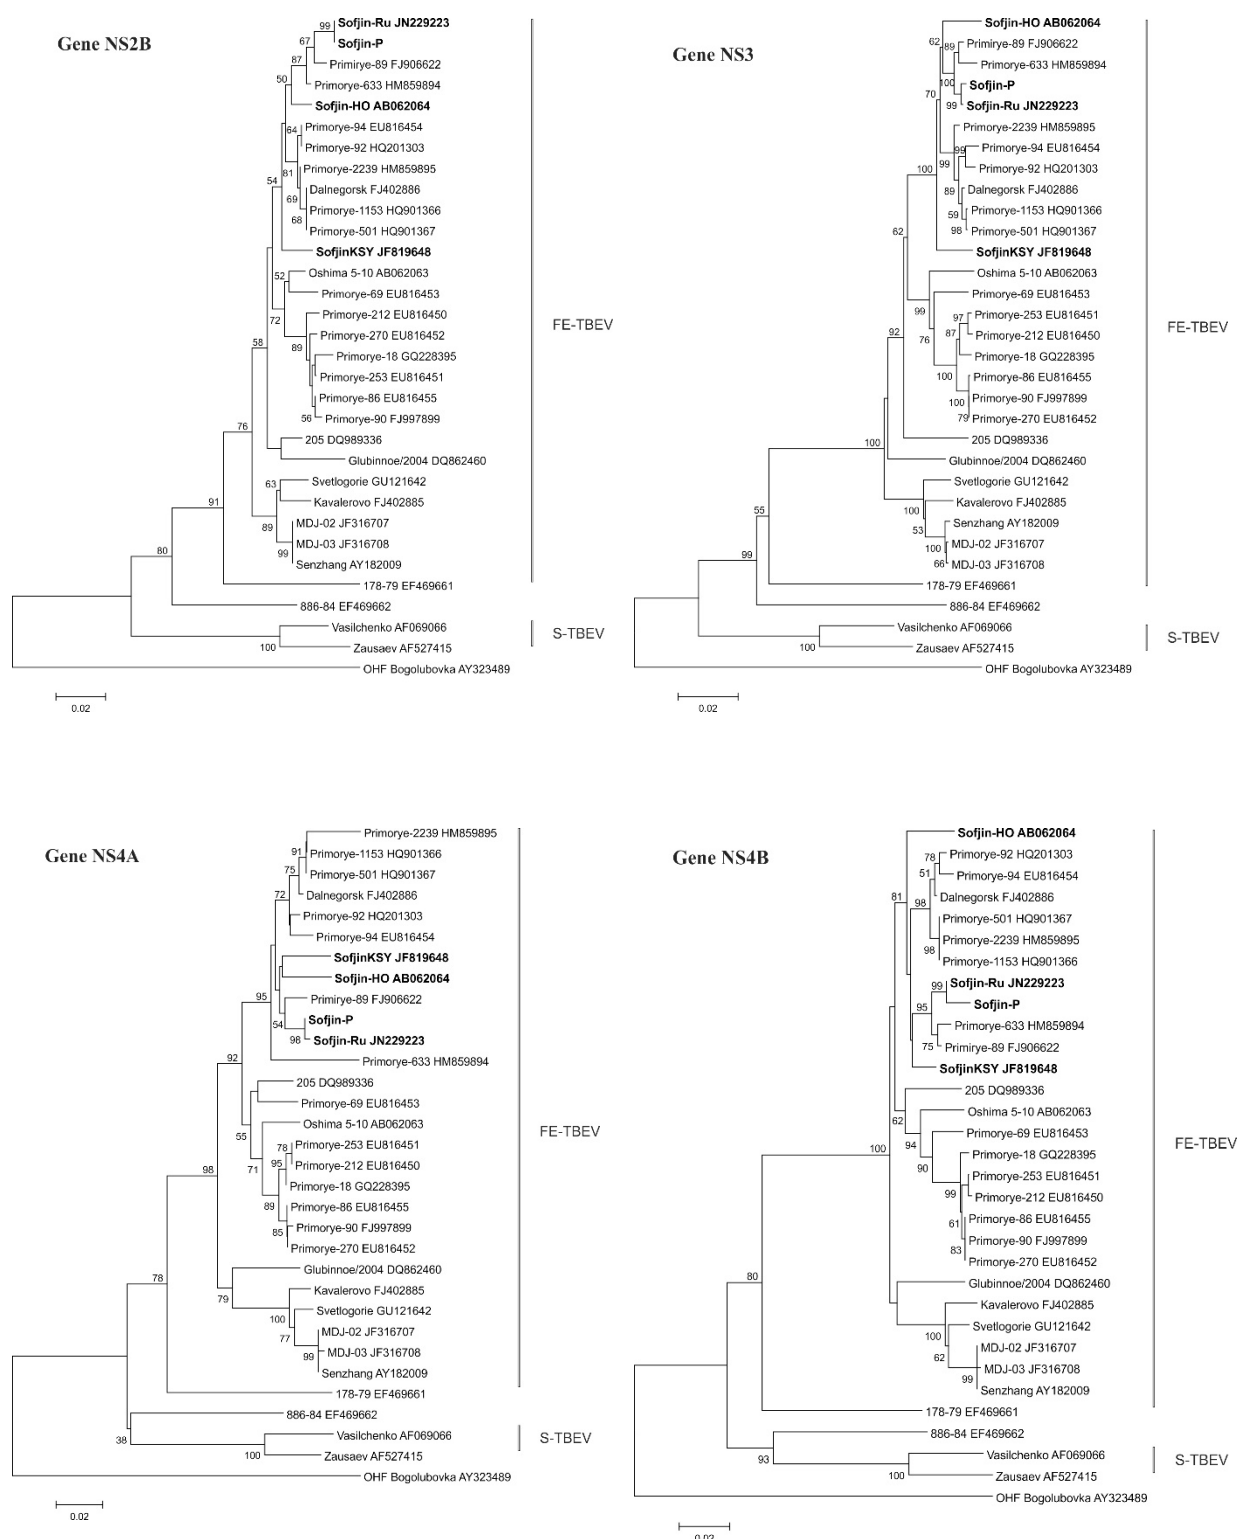 Gene NS2B
99
Sofjin-Ru JN229223
67
Sofjin-P
87
Primirye-89 FJ906622
50
Primorye-633 HM859894
Sofjin-HO AB062064
64
Primorye-94 EU816454
Primorye-92 HQ201303
54
81
Primorye-2239 HM859895
69
Dalnegorsk FJ402886
68
Primorye-1153 HQ901366
Primorye-501 HQ901367
SofjinKSY JF819648
52
Oshima 5-10 AB062063
Primorye-69 EU816453
72
Primorye-212 EU816450
58
89
Primorye-270 EU816452
Primorye-18 GQ228395
Primorye-253 EU816451
Primorye-86 EU816455
56
Primorye-90 FJ997899
76
205 DQ989336
Glubinnoe/2004 DQ862460
63
Svetlogorie GU121642
91
Kavalerovo FJ402885
89
MDJ-02 JF316707
MDJ-03 JF316708
99
Senzhang AY182009
80
178-79 EF469661
886-84 EF469662
Vasilchenko AF069066
100
Zausaev AF527415
OHF Bogolubovka AY323489
FE-TBEV
S-TBEV
0.02
Gene NS3
Sofjin-HO AB062064
62
89
Primirye-89 FJ906622
Primorye-633 HM859894
100
Sofjin-P
70
99
Sofjin-Ru JN229223
Primorye-2239 HM859895
99
Primorye-94 EU816454
99
Primorye-92 HQ201303
100
89
Dalnegorsk FJ402886
59
Primorye-1153 HQ901366
98
Primorye-501 HQ901367
62
SofjinKSY JF819648
Oshima 5-10 AB062063
Primorye-69 EU816453
99
97
Primorye-253 EU816451
92
76
87
Primorye-212 EU816450
Primorye-18 GQ228395
100
Primorye-86 EU816455
100
Primorye-90 FJ997899
79
Primorye-270 EU816452
100
205 DQ989336
Glubinnoe/2004 DQ862460
Svetlogorie GU121642
100
Kavalerovo FJ402885
55
53
Senzhang AY182009
100
MDJ-02 JF316707
99
66
MDJ-03 JF316708
178-79 EF469661
886-84 EF469662
Vasilchenko AF069066
100
Zausaev AF527415
OHF Bogolubovka AY323489
FE-TBEV
S-TBEV
0.02
Gene NS4A
Primorye-2239 HM859895
91
Primorye-1153 HQ901366
75
Primorye-501 HQ901367
72
Dalnegorsk FJ402886
Primorye-92 HQ201303
Primorye-94 EU816454
SofjinKSY JF819648
Sofjin-HO AB062064
95
Primirye-89 FJ906622
54
Sofjin-P
98
Sofjin-Ru JN229223
92
Primorye-633 HM859894
205 DQ989336
Primorye-69 EU816453
55
Oshima 5-10 AB062063
78
Primorye-253 EU816451
98
71
95
Primorye-212 EU816450
Primorye-18 GQ228395
89
Primorye-86 EU816455
85
Primorye-90 FJ997899
Primorye-270 EU816452
78
Glubinnoe/2004 DQ862460
79
Kavalerovo FJ402885
100
Svetlogorie GU121642
77
MDJ-02 JF316707
99
MDJ-03 JF316708
Senzhang AY182009
178-79 EF469661
886-84 EF469662
38
Vasilchenko AF069066
100
Zausaev AF527415
OHF Bogolubovka AY323489
FE-TBEV
S-TBEV
0.02
Gene NS4B
Sofjin-HO AB062064
78
Primorye-92 HQ201303
51
Primorye-94 EU816454
81
98
Dalnegorsk FJ402886
Primorye-501 HQ901367
98
Primorye-2239 HM859895
Primorye-1153 HQ901366
99
Sofjin-Ru JN229223
95
Sofjin-P
Primorye-633 HM859894
75
Primirye-89 FJ906622
SofjinKSY JF819648
205 DQ989336
62
Oshima 5-10 AB062063
94
Primorye-69 EU816453
100
90
Primorye-18 GQ228395
Primorye-253 EU816451
99
Primorye-212 EU816450
61
Primorye-86 EU816455
83
Primorye-90 FJ997899
Primorye-270 EU816452
80
Glubinnoe/2004 DQ862460
Kavalerovo FJ402885
100
Svetlogorie GU121642
62
MDJ-02 JF316707
99
MDJ-03 JF316708
Senzhang AY182009
178-79 EF469661
886-84 EF469662
93
Vasilchenko AF069066
100
Zausaev AF527415
OHF Bogolubovka AY323489
FE-TBEV
S-TBEV
0.02